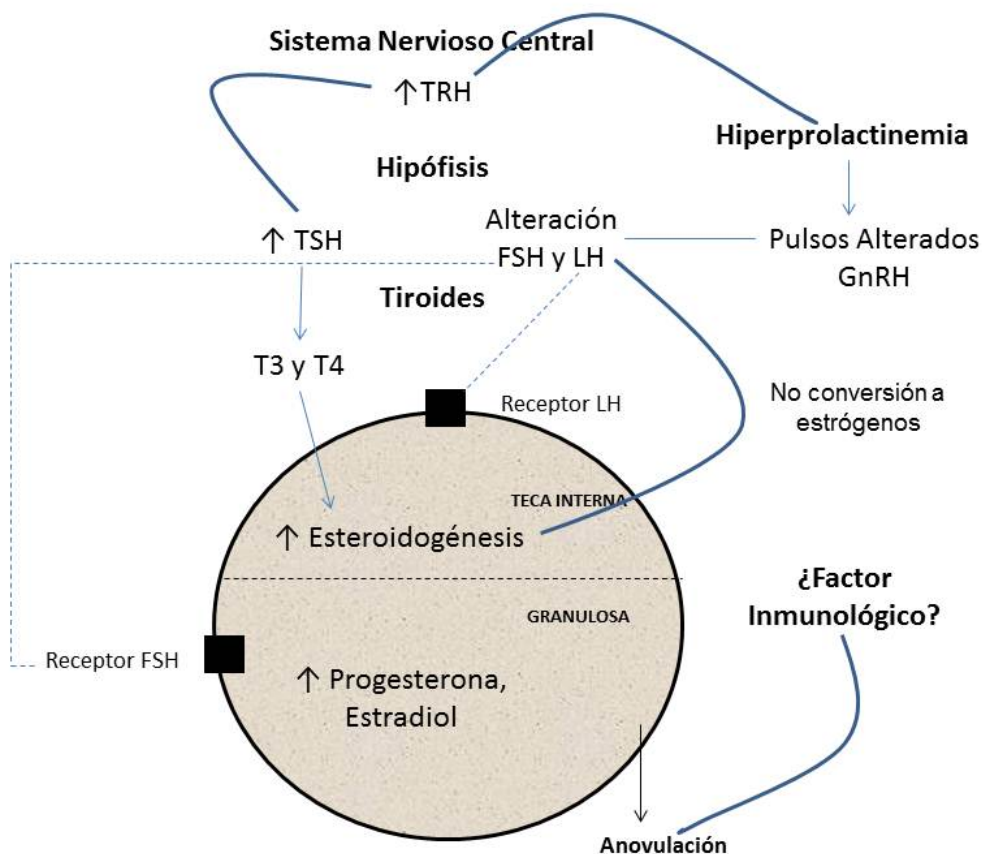 Sistema Nervioso Central
↑ TRH
Hiperprolactinemia
Hipófisis
↑ TSH
Alteración
FSH y LH
Pulsos Alterados
GnRH
Tiroides
T3 y T4
Receptor LH
No conversión a
estrógenos
TECA INTERNA
↑ Esteroidogénesis
¿Factor
Inmunológico?
GRANULOSA
Receptor FSH
↑ Progesterona,
Estradiol
Anovulación